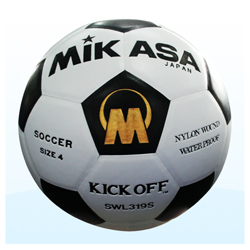 MIKASA
JAPAN
SOCCER
SIZE 4
M
NYLON WOUND
WATER PROOF
KICK OFF
SWL319S